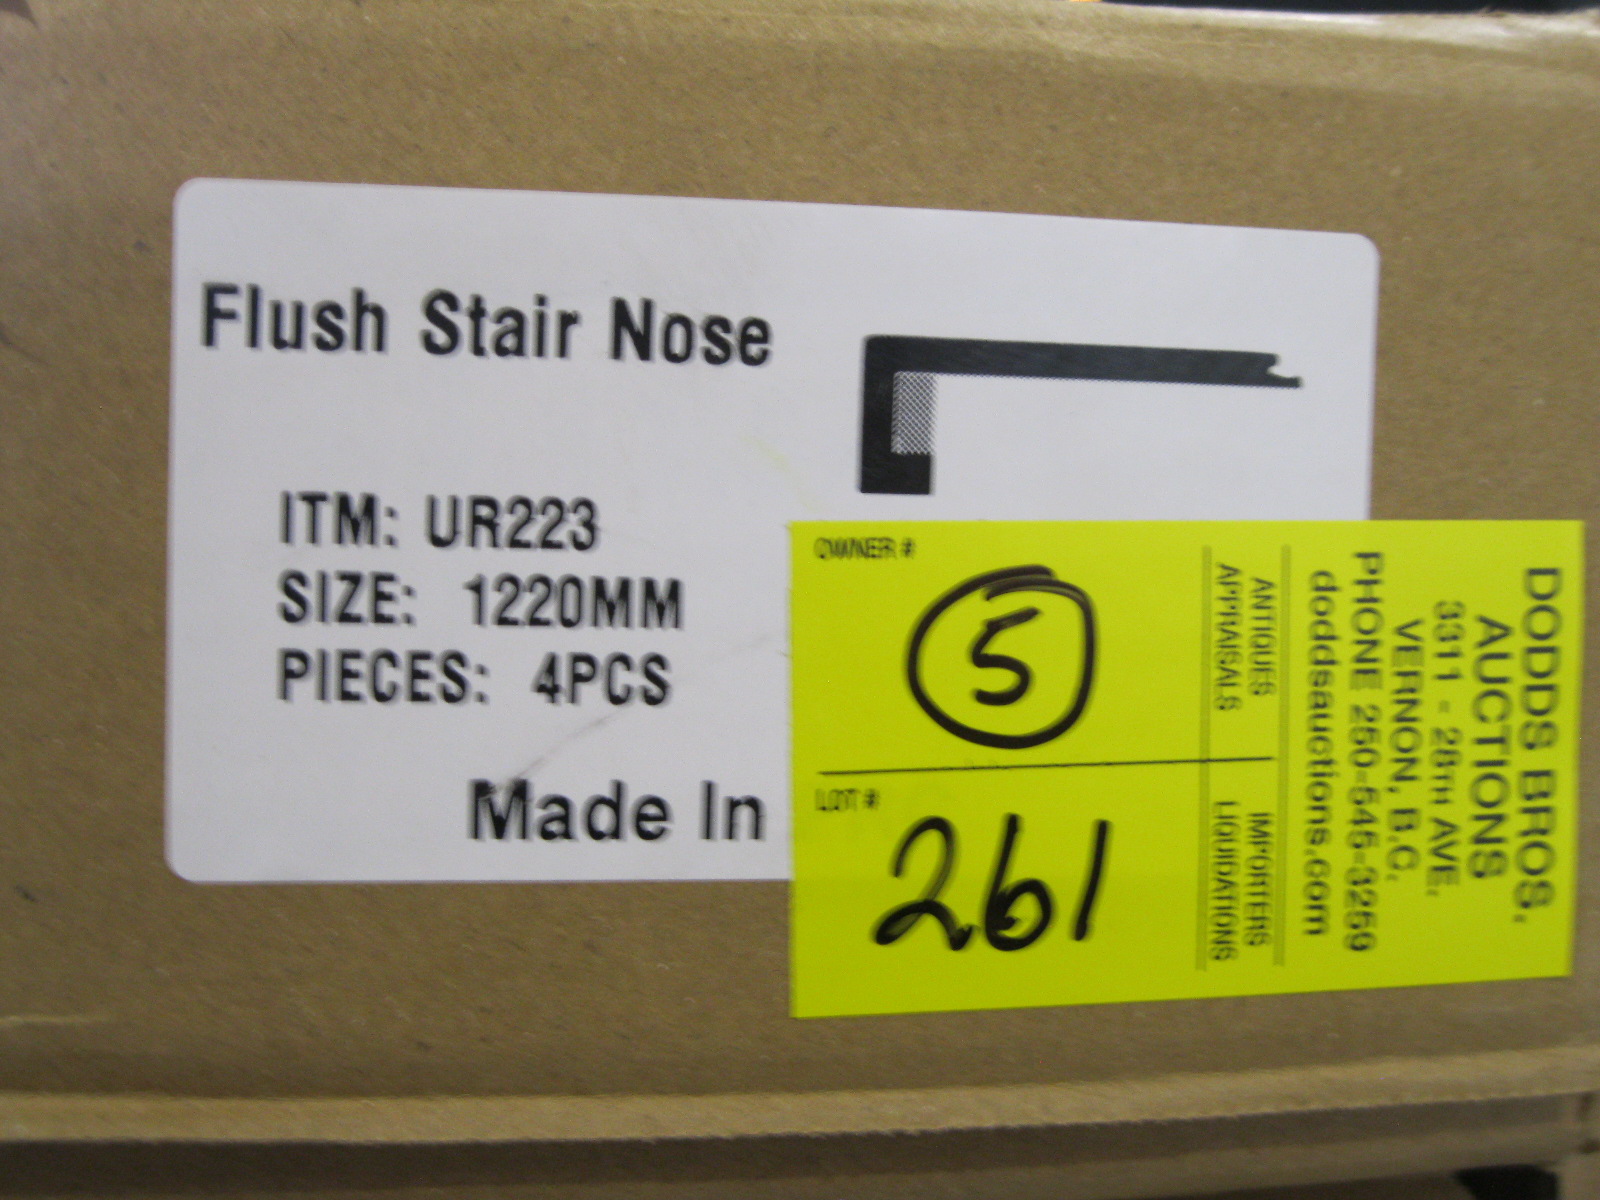 Flush Stair Nose
ITM: UR223
SIZE: 1220MM
PIECES: 4PCS
Made In
OWNER #
5
LOT #
261
ANTIQUES
APPRAISALS
IMPORTERS
LIQUIDATIONS
DODDS BROS.
AUCTIONS
3311 - 28TH AVE.
VERNON, B.C.
PHONE 250-545-3259
doddsauctions.com